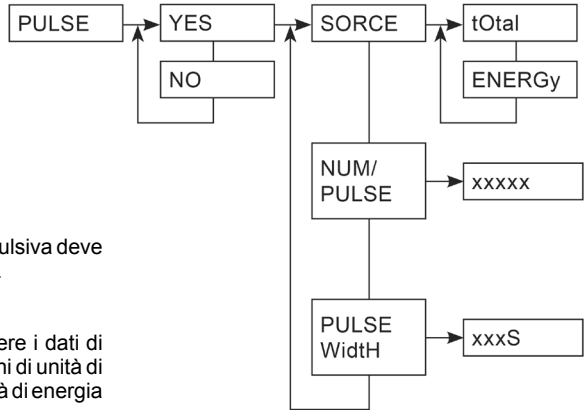 PULSE
YES
SORCE
tOtal
NO
ENERGy
NUM/
PULSE
xxxxx
pulsiva deve
PULSE
WidtH
xxxS
ere i dati di
ni di unità di
à di energia